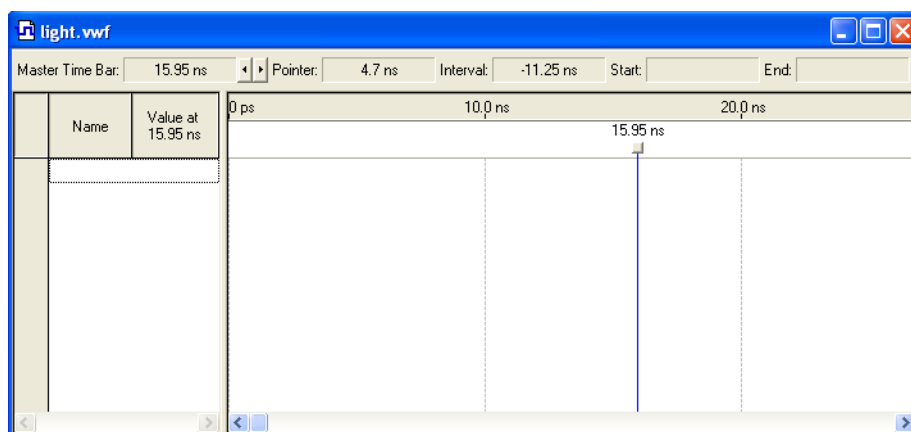 light.vwf
Master Time Bar: 15.95 ns Pointer: 4.7 ns Interval: -11.25 ns Start: End:
Name Value at 15.95 ns
0 ps 10.0 ns 20.0 ns
15.95 ns